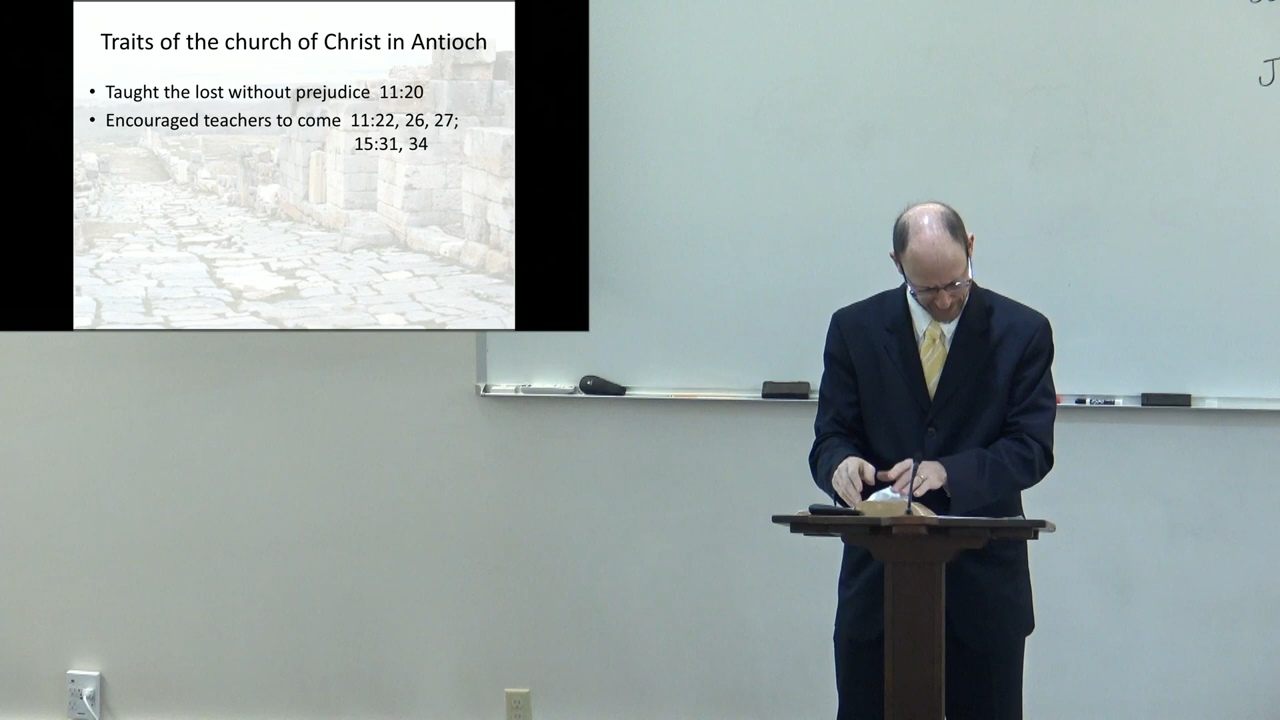 Traits of the church of Christ in Antioch
• Taught the lost without prejudice 11:20
• Encouraged teachers to come 11:22, 26, 27;
15:31, 34
J